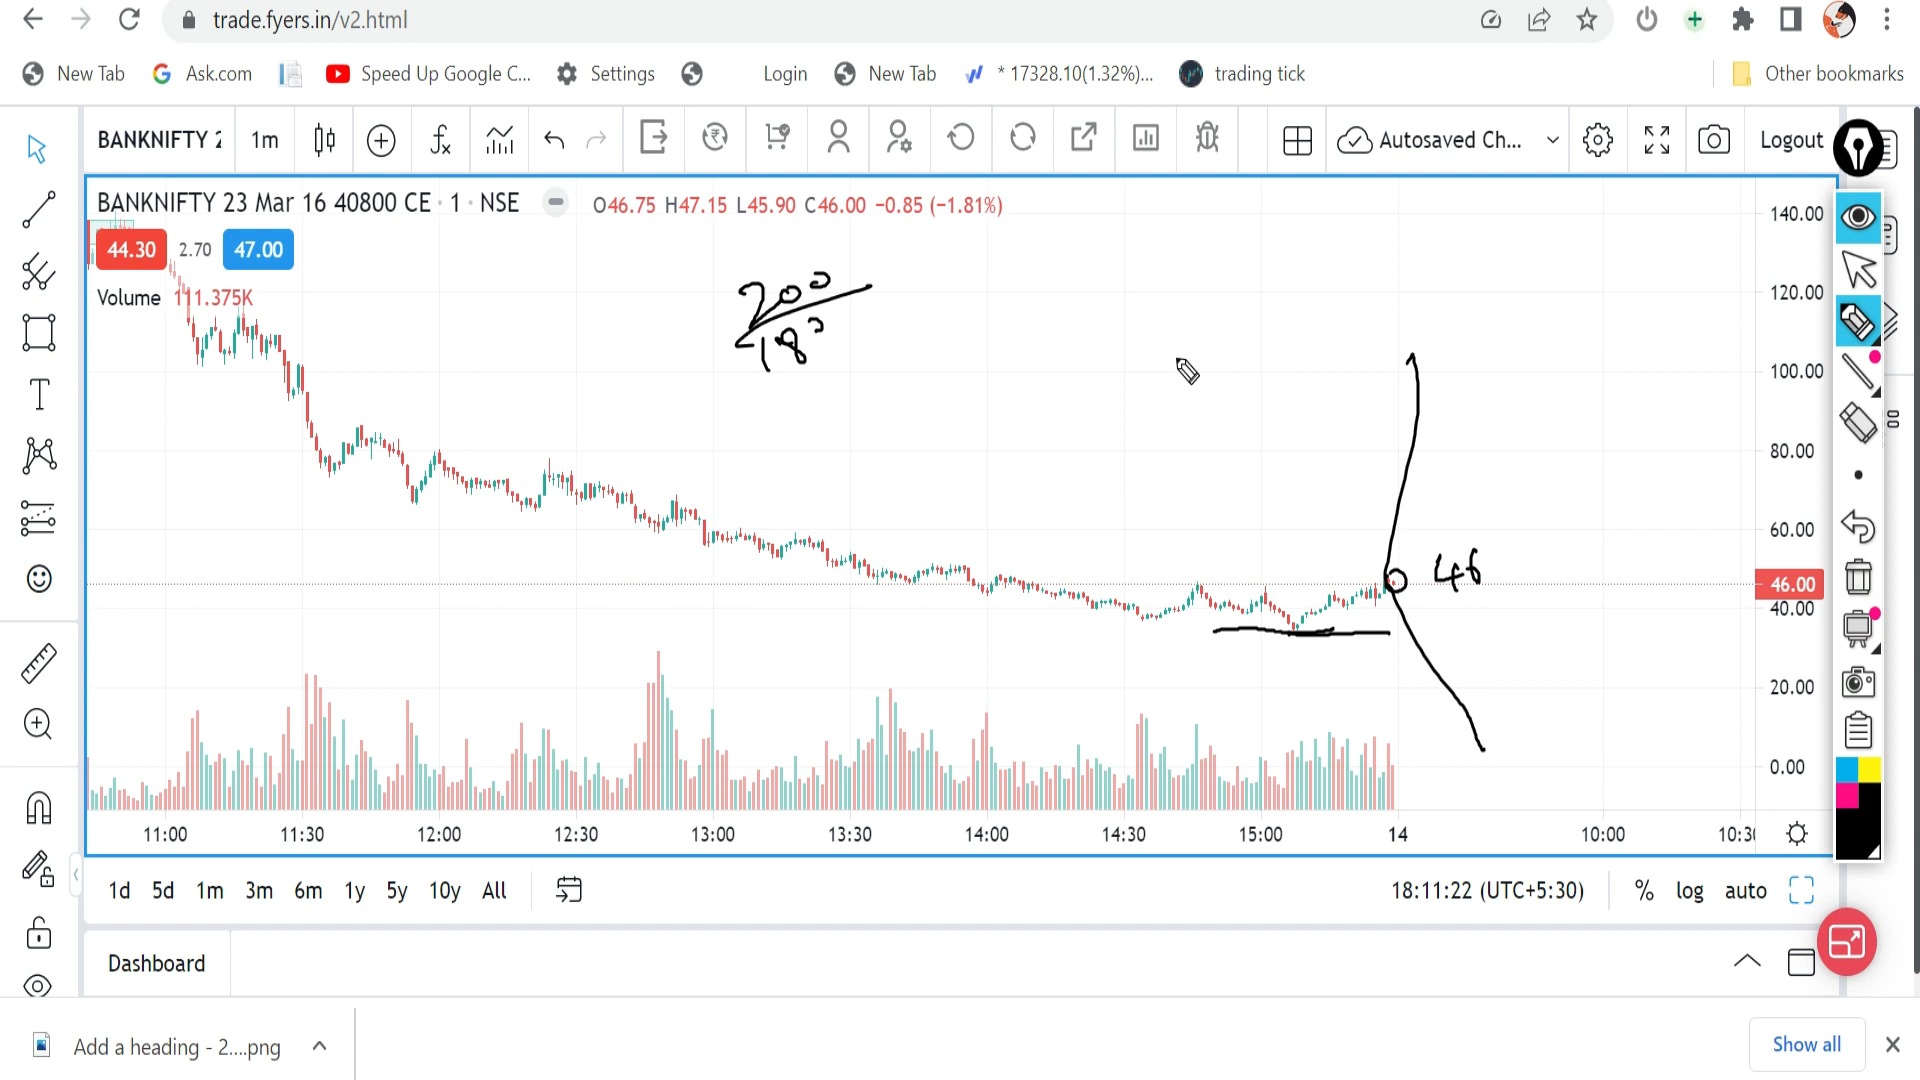 trade.fyers.in/v2.html
New Tab Ask.com Speed Up Google C... Settings Login New Tab * 17328.10(1.32%)... trading tick Other bookmarks
BANKNIFTY 2 1m Autosaved Ch... Logout
BANKNIFTY 23 Mar 16 40800 CE · 1 · NSE O46.75 H47.15 L45.90 C46.00 −0.85 (−1.81%)
44.30 2.70 47.00
Volume 111.375K
200
180
46
140.00
120.00
100.00
80.00
60.00
46.00
40.00
20.00
0.00
11:00 11:30 12:00 12:30 13:00 13:30 14:00 14:30 15:00 14 10:00 10:30
1d 5d 1m 3m 6m 1y 5y 10y All 18:11:22 (UTC+5:30) % log auto
Dashboard
Add a heading - 2....png Show all